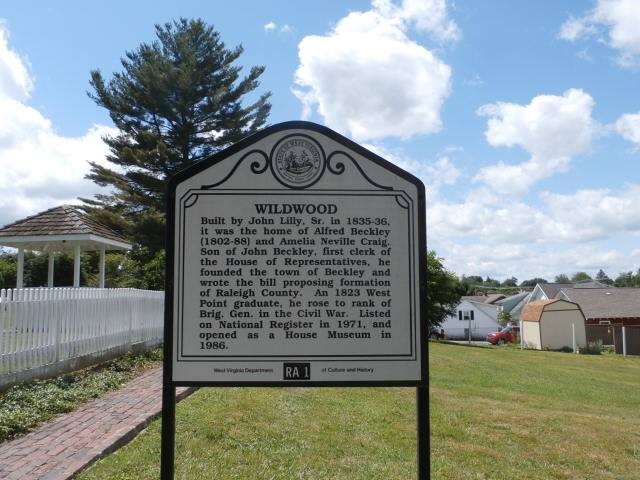 WILDWOOD
Built by John Lilly, Sr. in 1835-36,
it was the home of Alfred Beckley
(1802-88) and Amelia Neville Craig.
Son of John Beckley, first clerk of
the House of Representatives, he
founded the town of Beckley and
wrote the bill proposing formation
of Raleigh County. An 1823 West
Point graduate, he rose to rank of
Brig. Gen. in the Civil War. Listed
on National Register in 1971, and
opened as a House Museum in
1986.
West Virginia Department RA 1 of Culture and History